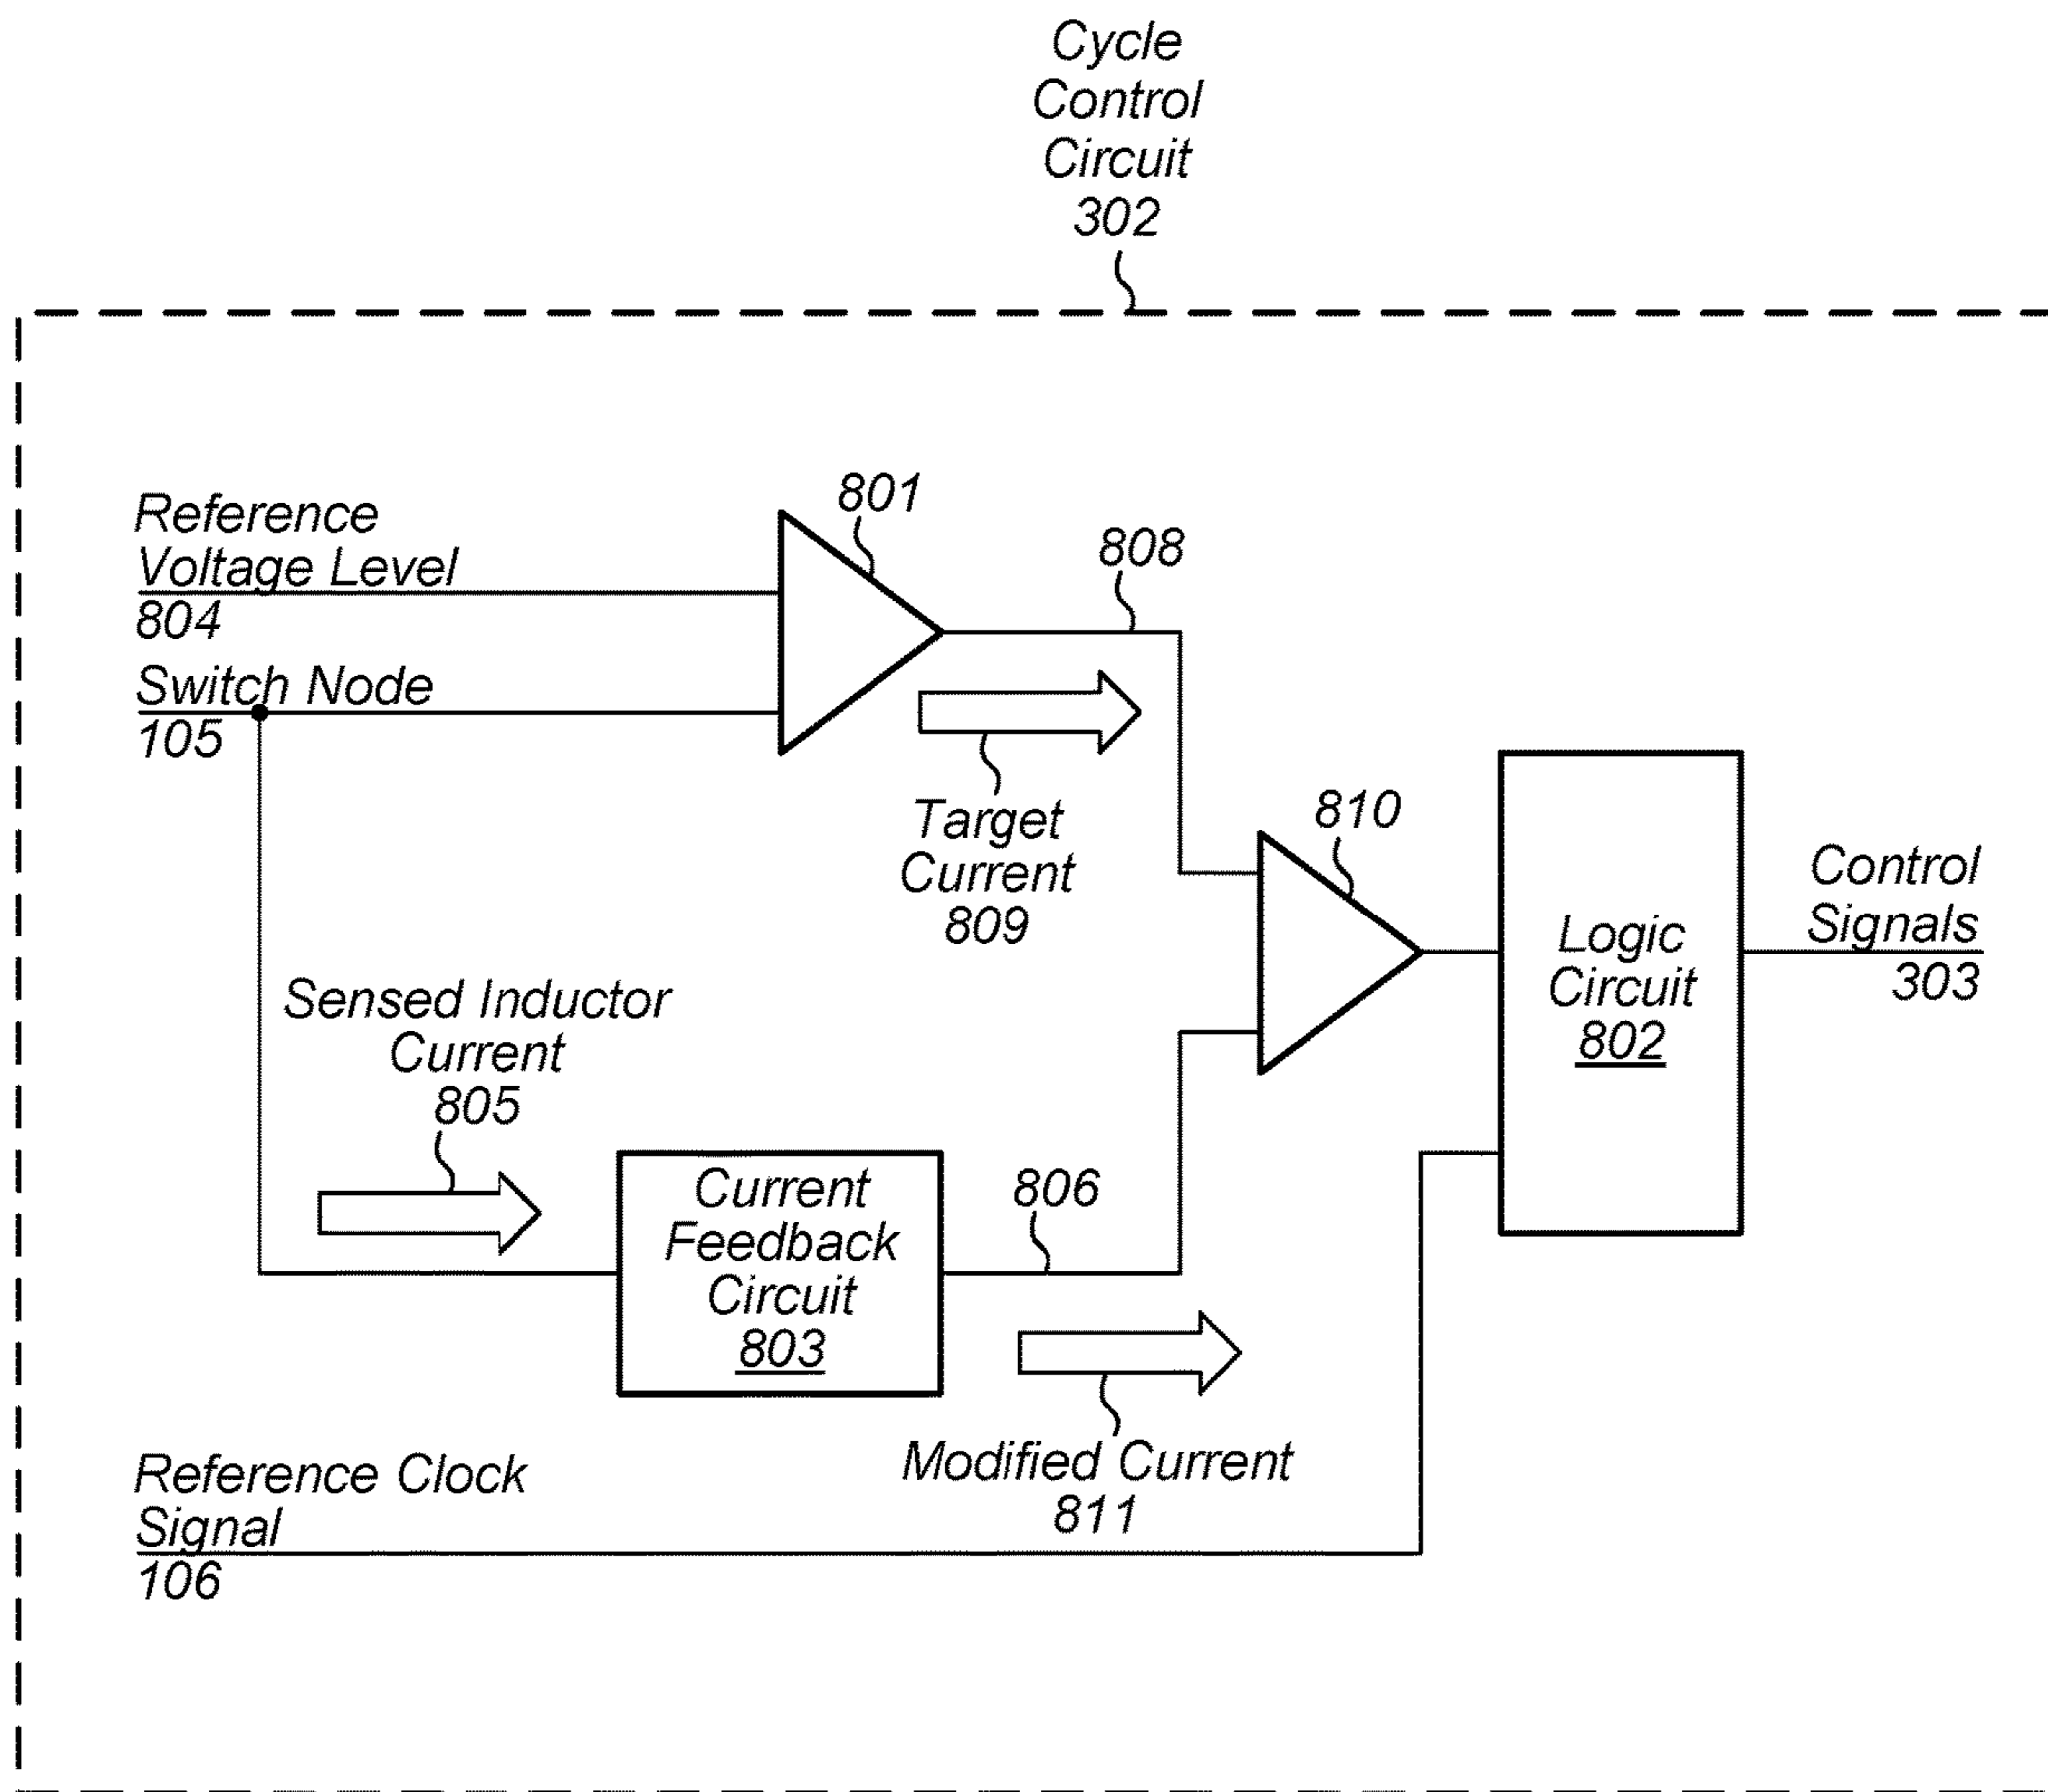 Cycle
Control
Circuit
302
801
Reference
Voltage Level
804
808
Switch Node
105
Target
Current
809
810
Control
Signals
303
Logic
Circuit
802
Sensed Inductor
Current
805
Current
Feedback
Circuit
803
806
Modified Current
811
Reference Clock
Signal
106